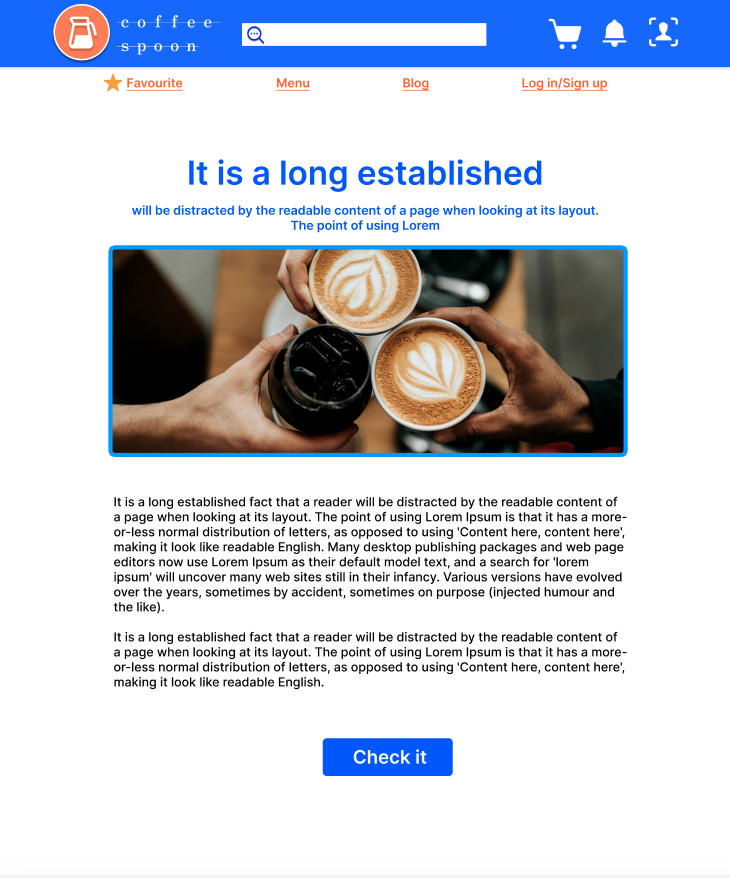 coffee
spoon
Favourite
Menu
Blog
Log in/Sign up
It is a long established
will be distracted by the readable content of a page when looking at its layout.
The point of using Lorem
It is a long established fact that a reader will be distracted by the readable content of
a page when looking at its layout. The point of using Lorem Ipsum is that it has a more-
or-less normal distribution of letters, as opposed to using 'Content here, content here',
making it look like readable English. Many desktop publishing packages and web page
editors now use Lorem Ipsum as their default model text, and a search for 'lorem
ipsum' will uncover many web sites still in their infancy. Various versions have evolved
over the years, sometimes by accident, sometimes on purpose (injected humour and
the like).
It is a long established fact that a reader will be distracted by the readable content of
a page when looking at its layout. The point of using Lorem Ipsum is that it has a more-
or-less normal distribution of letters, as opposed to using 'Content here, content here',
making it look like readable English.
Check it